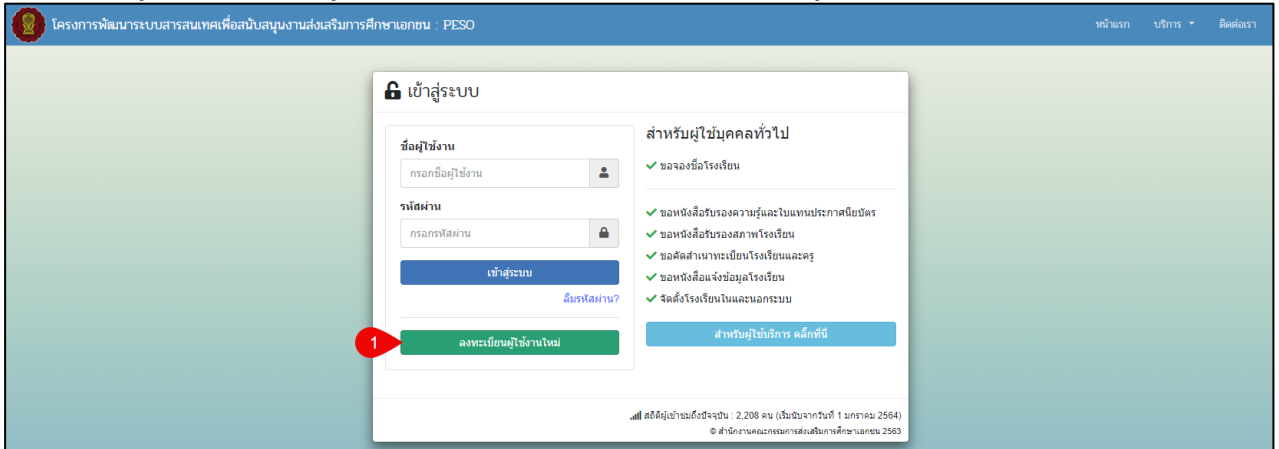 โครงการพัฒนาระบบสารสนเทศเพื่อสนับสนุนงานส่งเสริมการศึกษาเอกชน : PESO
หน้าแรก
บริการ
ติดต่อเรา
เข้าสู่ระบบ
ชื่อผู้ใช้งาน
กรอกชื่อผู้ใช้งาน
รหัสผ่าน
กรอกรหัสผ่าน
เข้าสู่ระบบ
ลืมรหัสผ่าน?
1
ลงทะเบียนผู้ใช้งานใหม่
สำหรับผู้ใช้บุคคลทั่วไป
ขอจองชื่อโรงเรียน
ขอหนังสือรับรองความรู้และใบแทนประกาศนียบัตร
ขอหนังสือรับรองสภาพโรงเรียน
ขอคัดสำเนาทะเบียนโรงเรียนและครู
ขอหนังสือแจ้งข้อมูลโรงเรียน
จัดตั้งโรงเรียนในและนอกระบบ
สำหรับผู้ใช้บริการ คลิ๊กที่นี่
สถิติผู้เข้าชมถึงปัจจุบัน : 2,208 คน (เริ่มนับจากวันที่ 1 มกราคม 2564)
© สำนักงานคณะกรรมการส่งเสริมการศึกษาเอกชน 2563